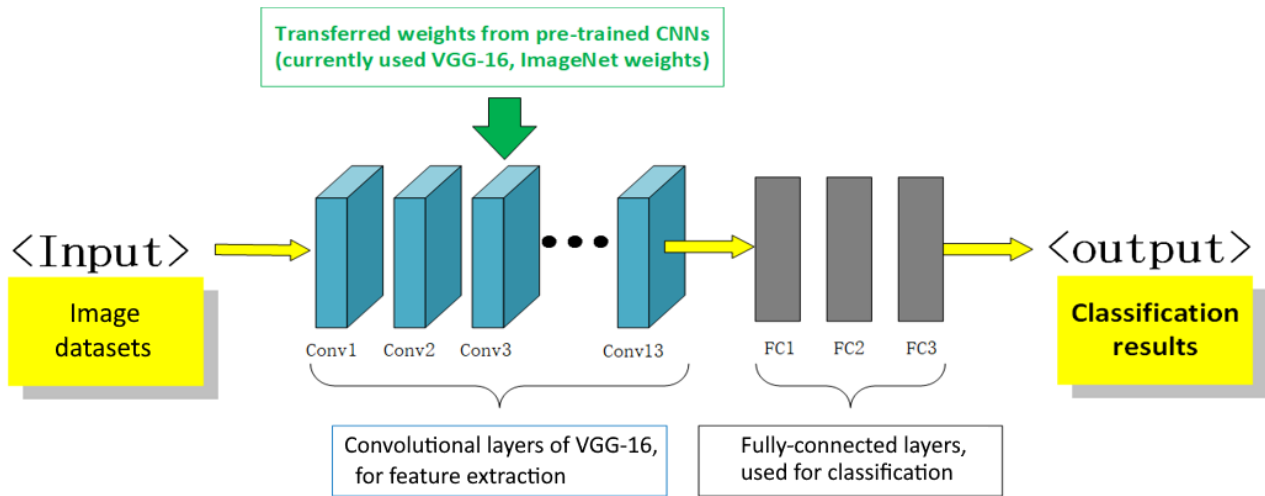 Transferred weights from pre-trained CNNs
(currently used VGG-16, ImageNet weights)
<Input>
Image
datasets
Conv1
Conv2
Conv3
Conv13
FC1
FC2
FC3
<output>
Classification
results
Convolutional layers of VGG-16,
for feature extraction
Fully-connected layers,
used for classification